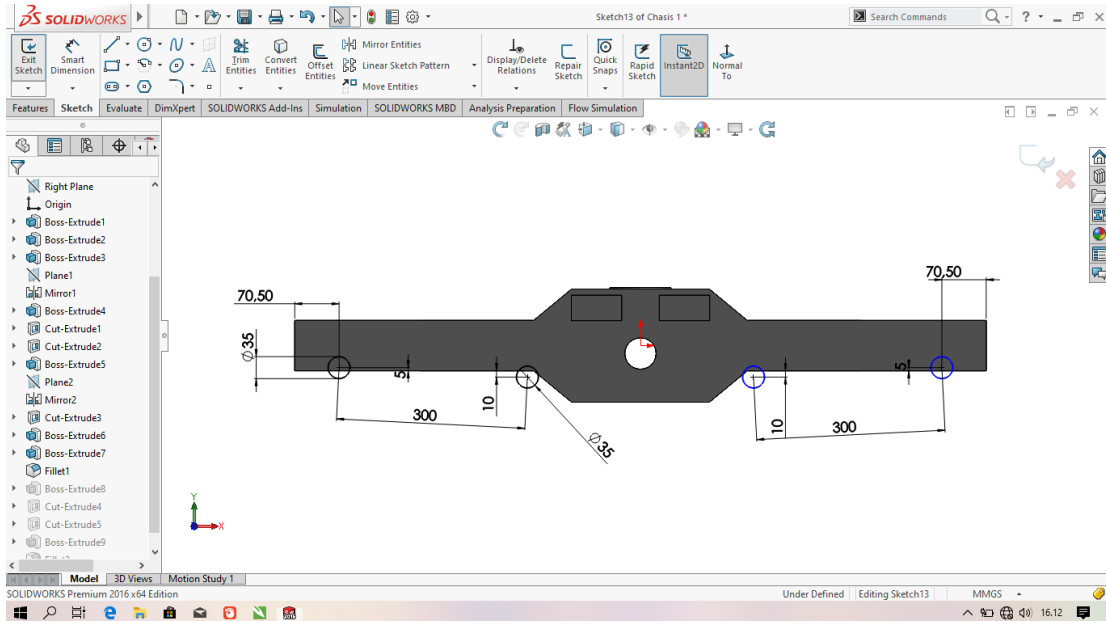 SOLIDWORKS
Sketch13 of Chasis 1 *
Search Commands
?
Exit Sketch
Smart Dimension
Trim Entities
Convert Entities
Offset Entities
Mirror Entities
Linear Sketch Pattern
Move Entities
Display/Delete Relations
Repair Sketch
Quick Snaps
Rapid Sketch
Instant2D
Normal To
Features
Sketch
Evaluate
DimXpert
SOLIDWORKS Add-Ins
Simulation
SOLIDWORKS MBD
Analysis Preparation
Flow Simulation
Right Plane
Origin
Boss-Extrude1
Boss-Extrude2
Boss-Extrude3
Plane1
Mirror1
Boss-Extrude4
Cut-Extrude1
Cut-Extrude2
Boss-Extrude5
Plane2
Mirror2
Cut-Extrude3
Boss-Extrude6
Boss-Extrude7
Fillet1
Boss-Extrude8
Cut-Extrude4
Cut-Extrude5
Boss-Extrude9
70,50
70,50
∅35
5
10
300
∅35
5
10
300
Y
X
Model
3D Views
Motion Study 1
SOLIDWORKS Premium 2016 x64 Edition
Under Defined
Editing Sketch13
MMGS
16.12